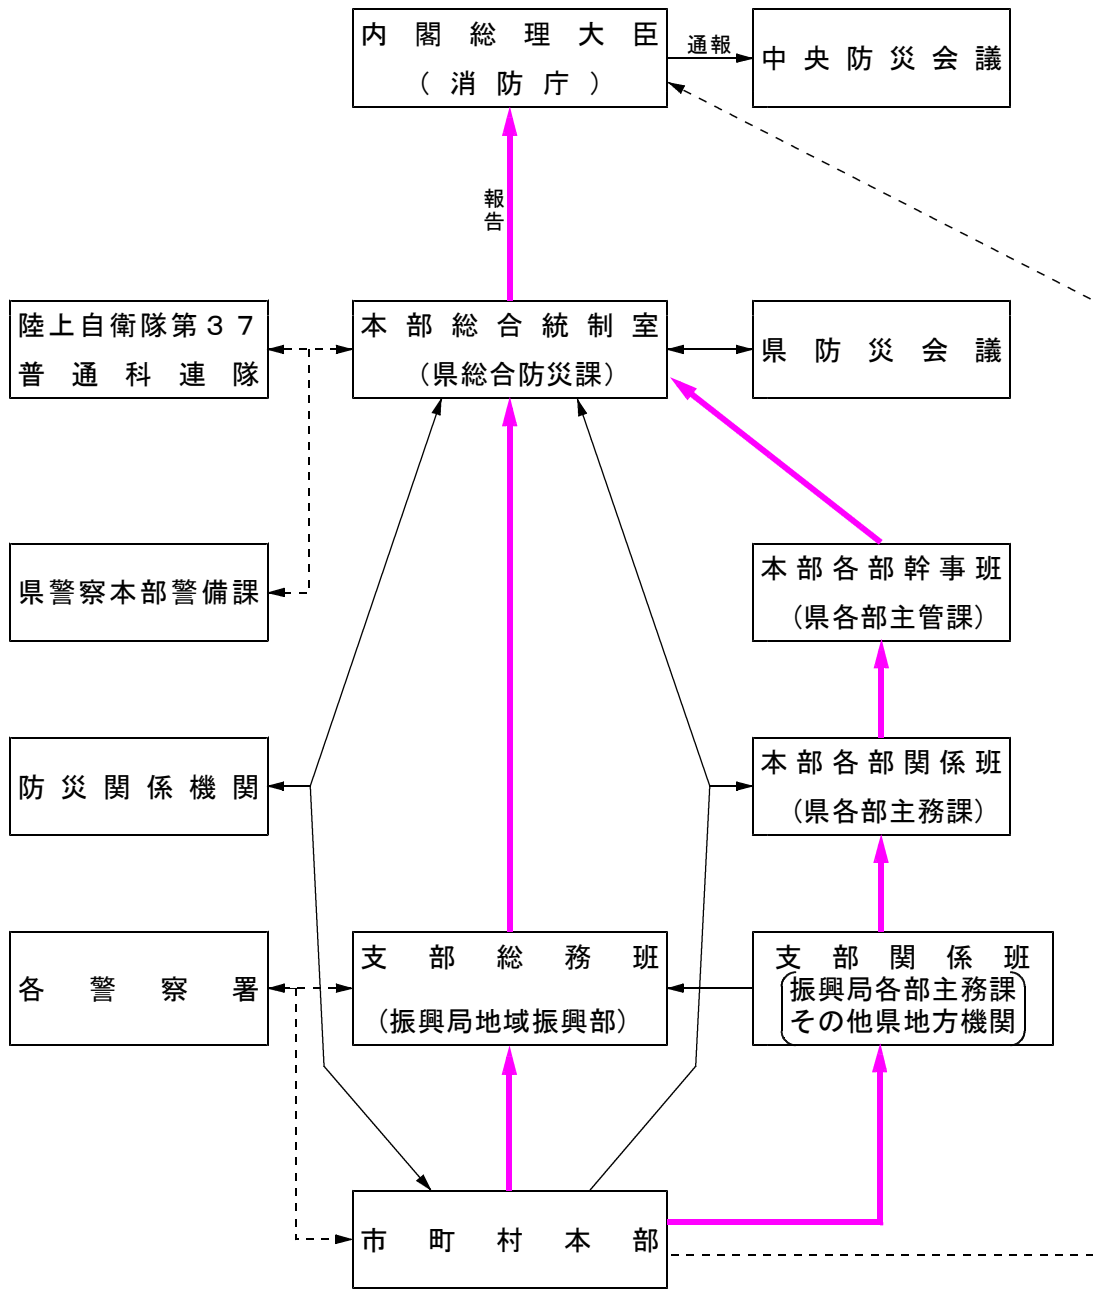 内閣総理大臣
（消防庁）
通報
中央防災会議
報告
陸上自衛隊第３７
普通科連隊
本部総合統制室
（県総合防災課）
県防災会議
県警察本部警備課
本部各部幹事班
（県各部主管課）
防災関係機関
本部各部関係班
（県各部主務課）
各警察署
支部総務班
（振興局地域振興部）
支部関係班
振興局各部主務課
その他県地方機関
市町村本部